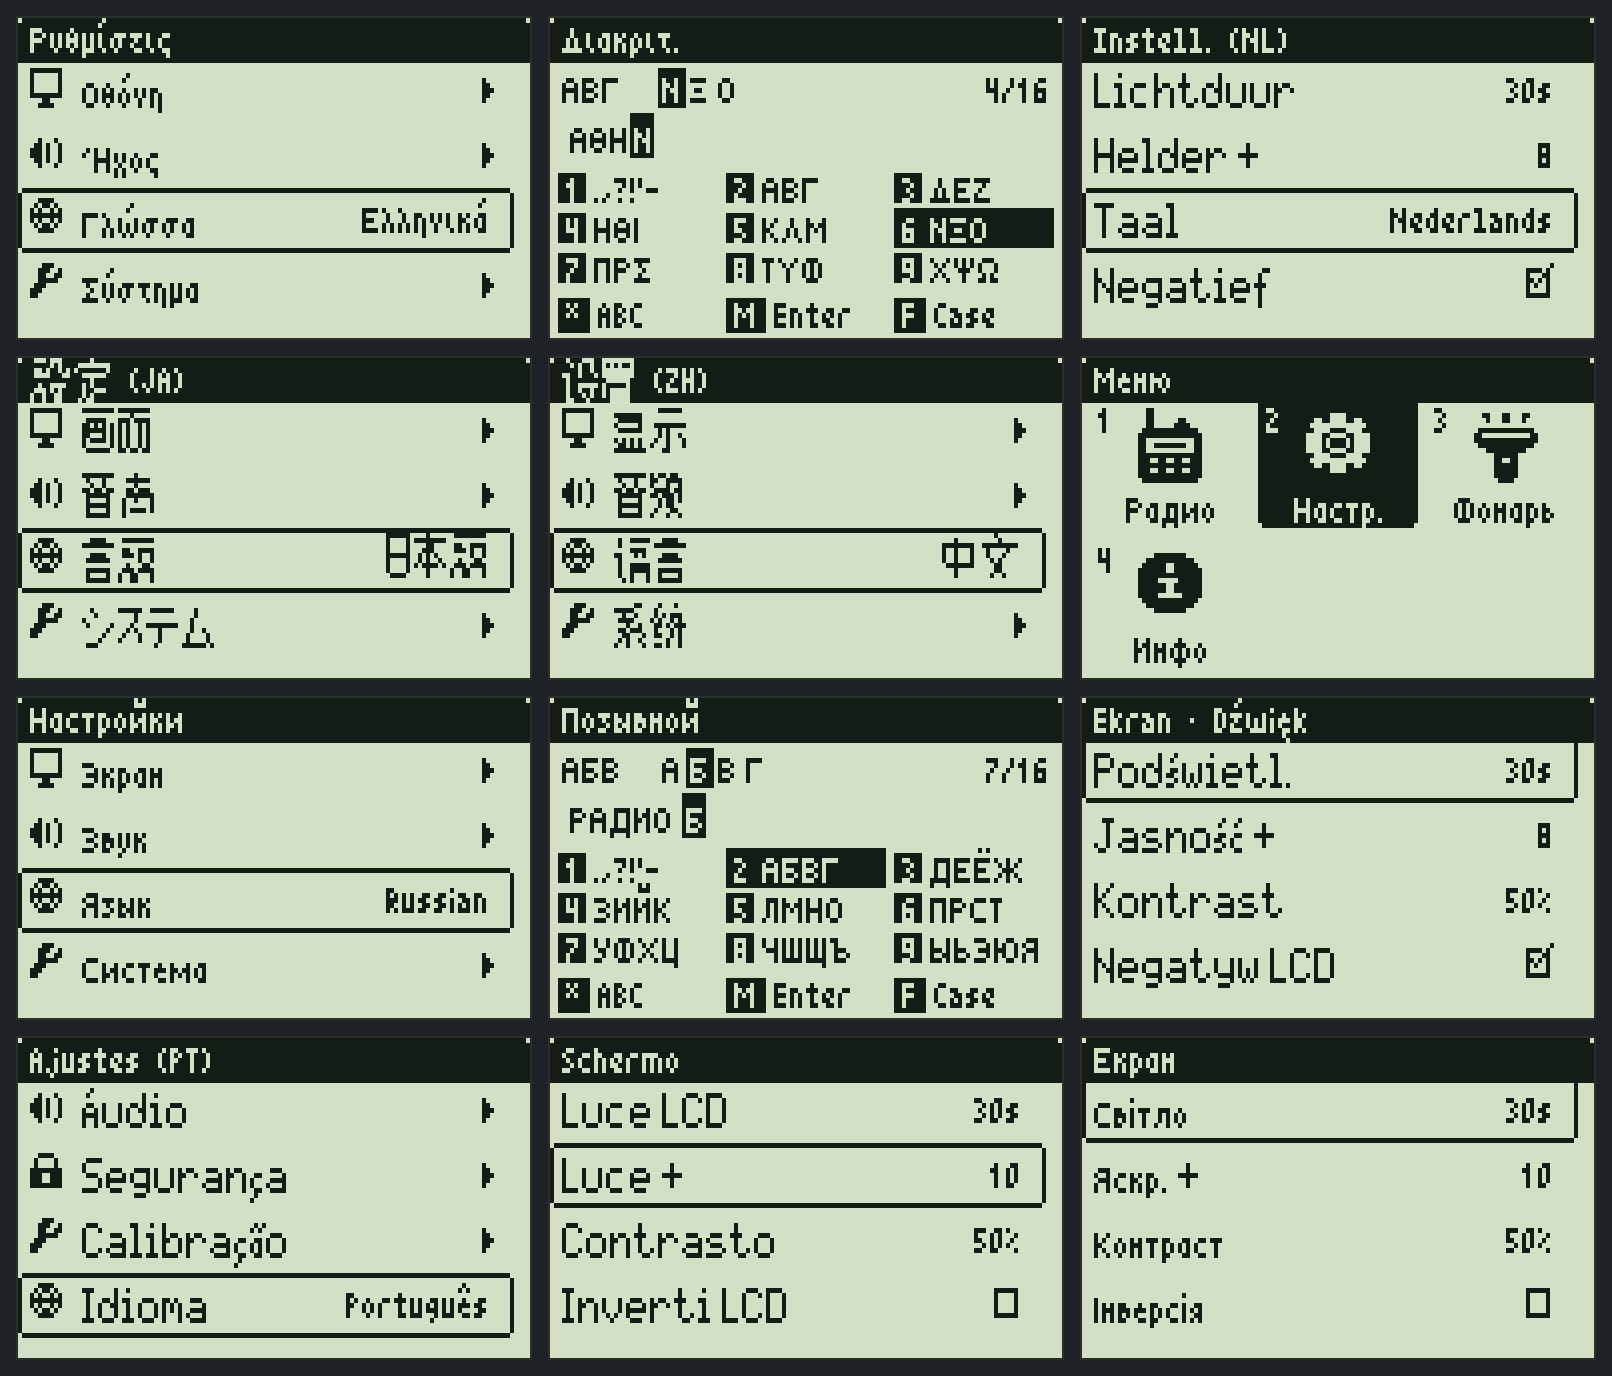 Ρυθμίσεις
Οθόνη
Ήχος
Γλώσσα Ελληνικά
Σύστημα
Διακριτ.
ΑΒΓ Ν Ξ Ο 4/16
ΑΘΗΝ
1 .,?!'- 2 ΑΒΓ 3 ΔΕΖ
4 ΗΘΙ 5 ΚΛΜ 6 ΝΞΟ
7 ΠΡΣ 8 ΤΥΦ 9 ΧΨΩ
* ABC M Enter F Case
Instell. (NL)
Lichtduur 30s
Helder + 8
Taal Nederlands
Negatief
設定 (JA)
画面
音声
言語 日本語
システム
设置 (ZH)
显示
音频
语言 中文
系统
Меню
1 2 3
Радио Настр. Фонарь
4
Инфо
Настройки
Экран
Звук
Язык Russian
Система
Позывной
АБВ А Б В Г 7/16
РАДИО Б
1 .,?!'- 2 АБВГ 3 ДЕЁЖ
4 ЗИЙК 5 ЛМНО 6 ПРСТ
7 УФХЦ 8 ЧШЩЪ 9 ЫЬЭЮЯ
* ABC M Enter F Case
Ekran · Dźwięk
Podświetl. 30s
Jasność + 8
Kontrast 50%
Negatyw LCD
Ajustes (PT)
Áudio
Segurança
Calibração
Idioma Português
Schermo
Luce LCD 30s
Luce + 10
Contrasto 50%
Inverti LCD
Екран
Світло 30s
Яскр. + 10
Контраст 50%
Інверсія